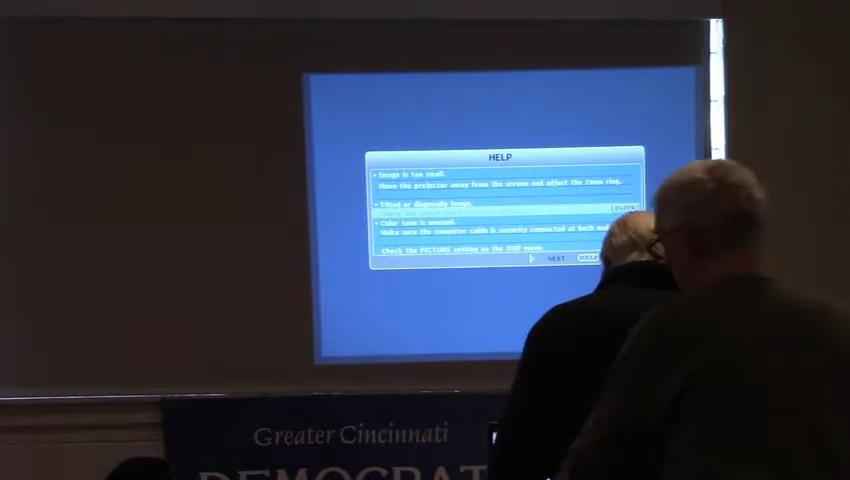 HELP
• Image is too small.
Move the projector away from the screen and adjust the Zoom ring.
• Tilted or diagonally image.
[ENTER]
• Color tone is unusual.
Make sure the computer cable is security connected at both
Check the PICTURE setting on the OSD menu.
NEXT HELP
Greater Cincinnati
DEMOCRAT